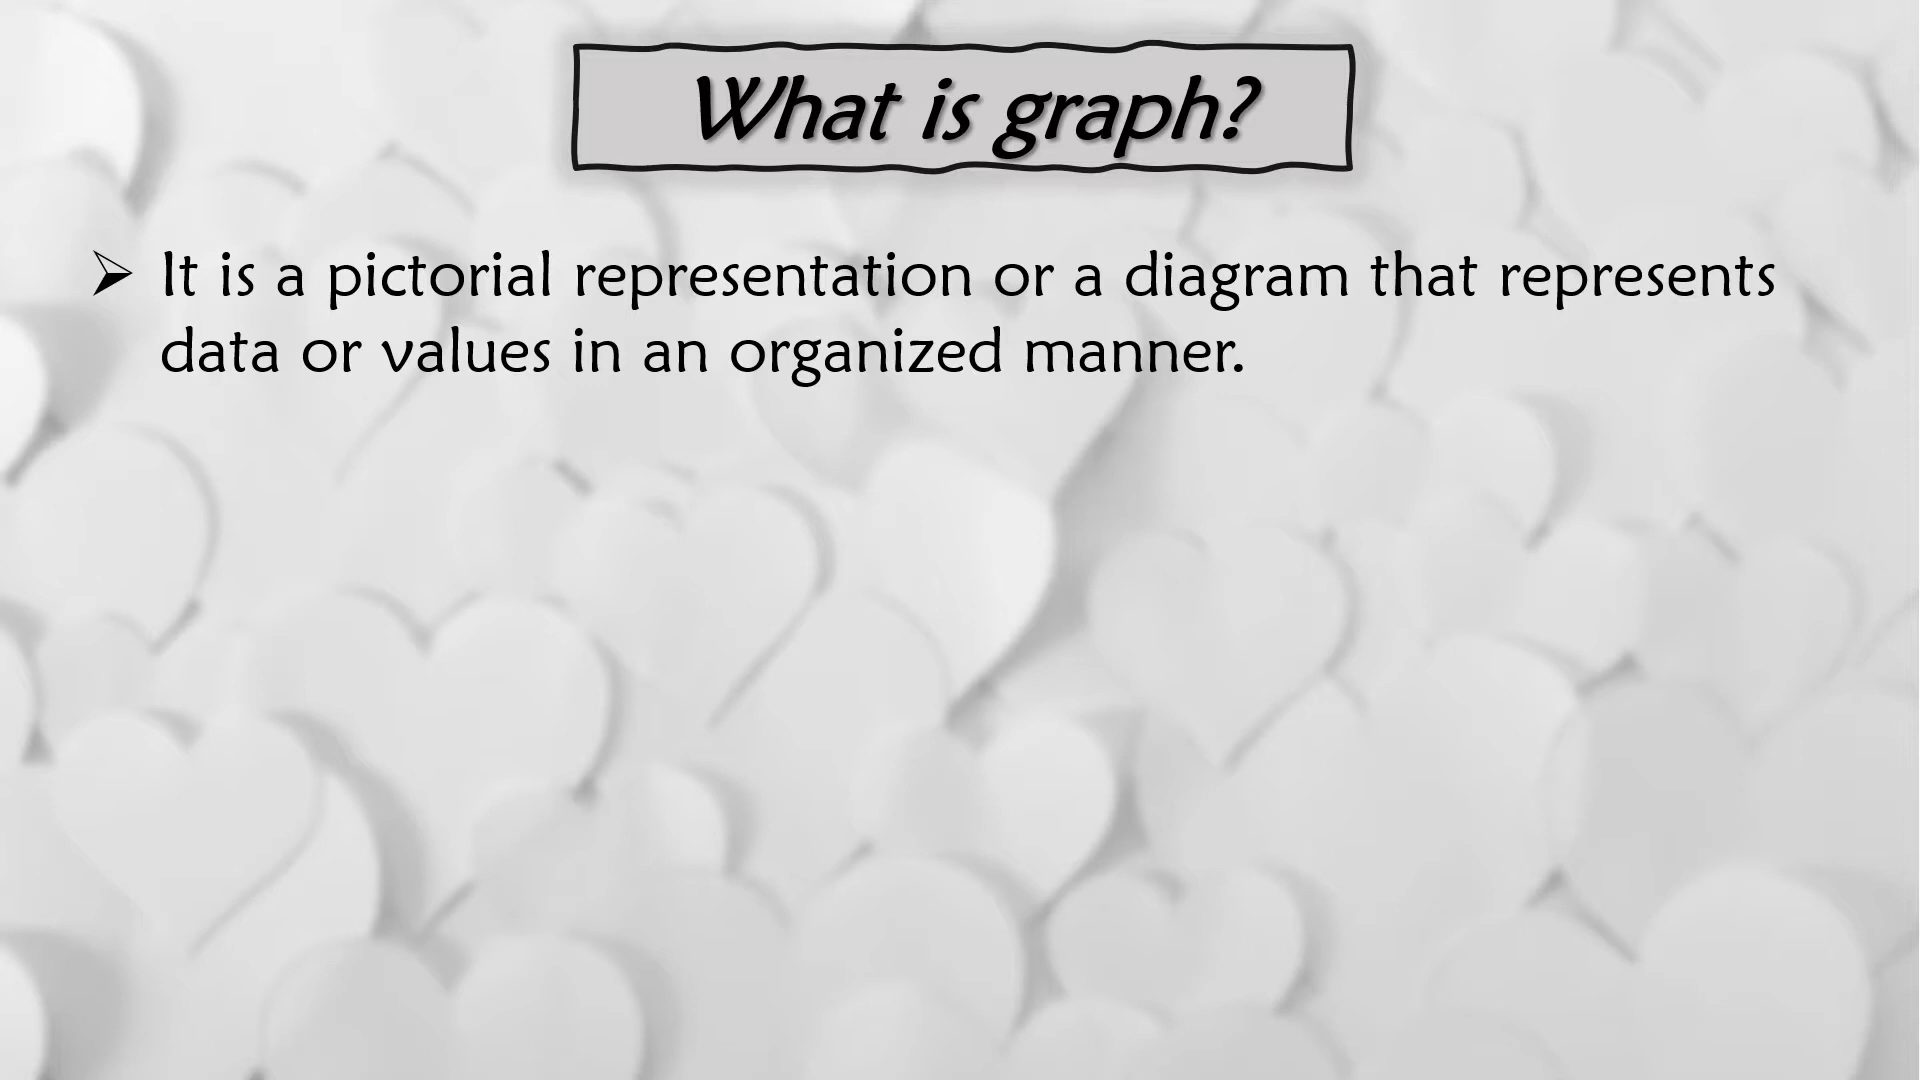 What is graph?
➢ It is a pictorial representation or a diagram that represents
data or values in an organized manner.